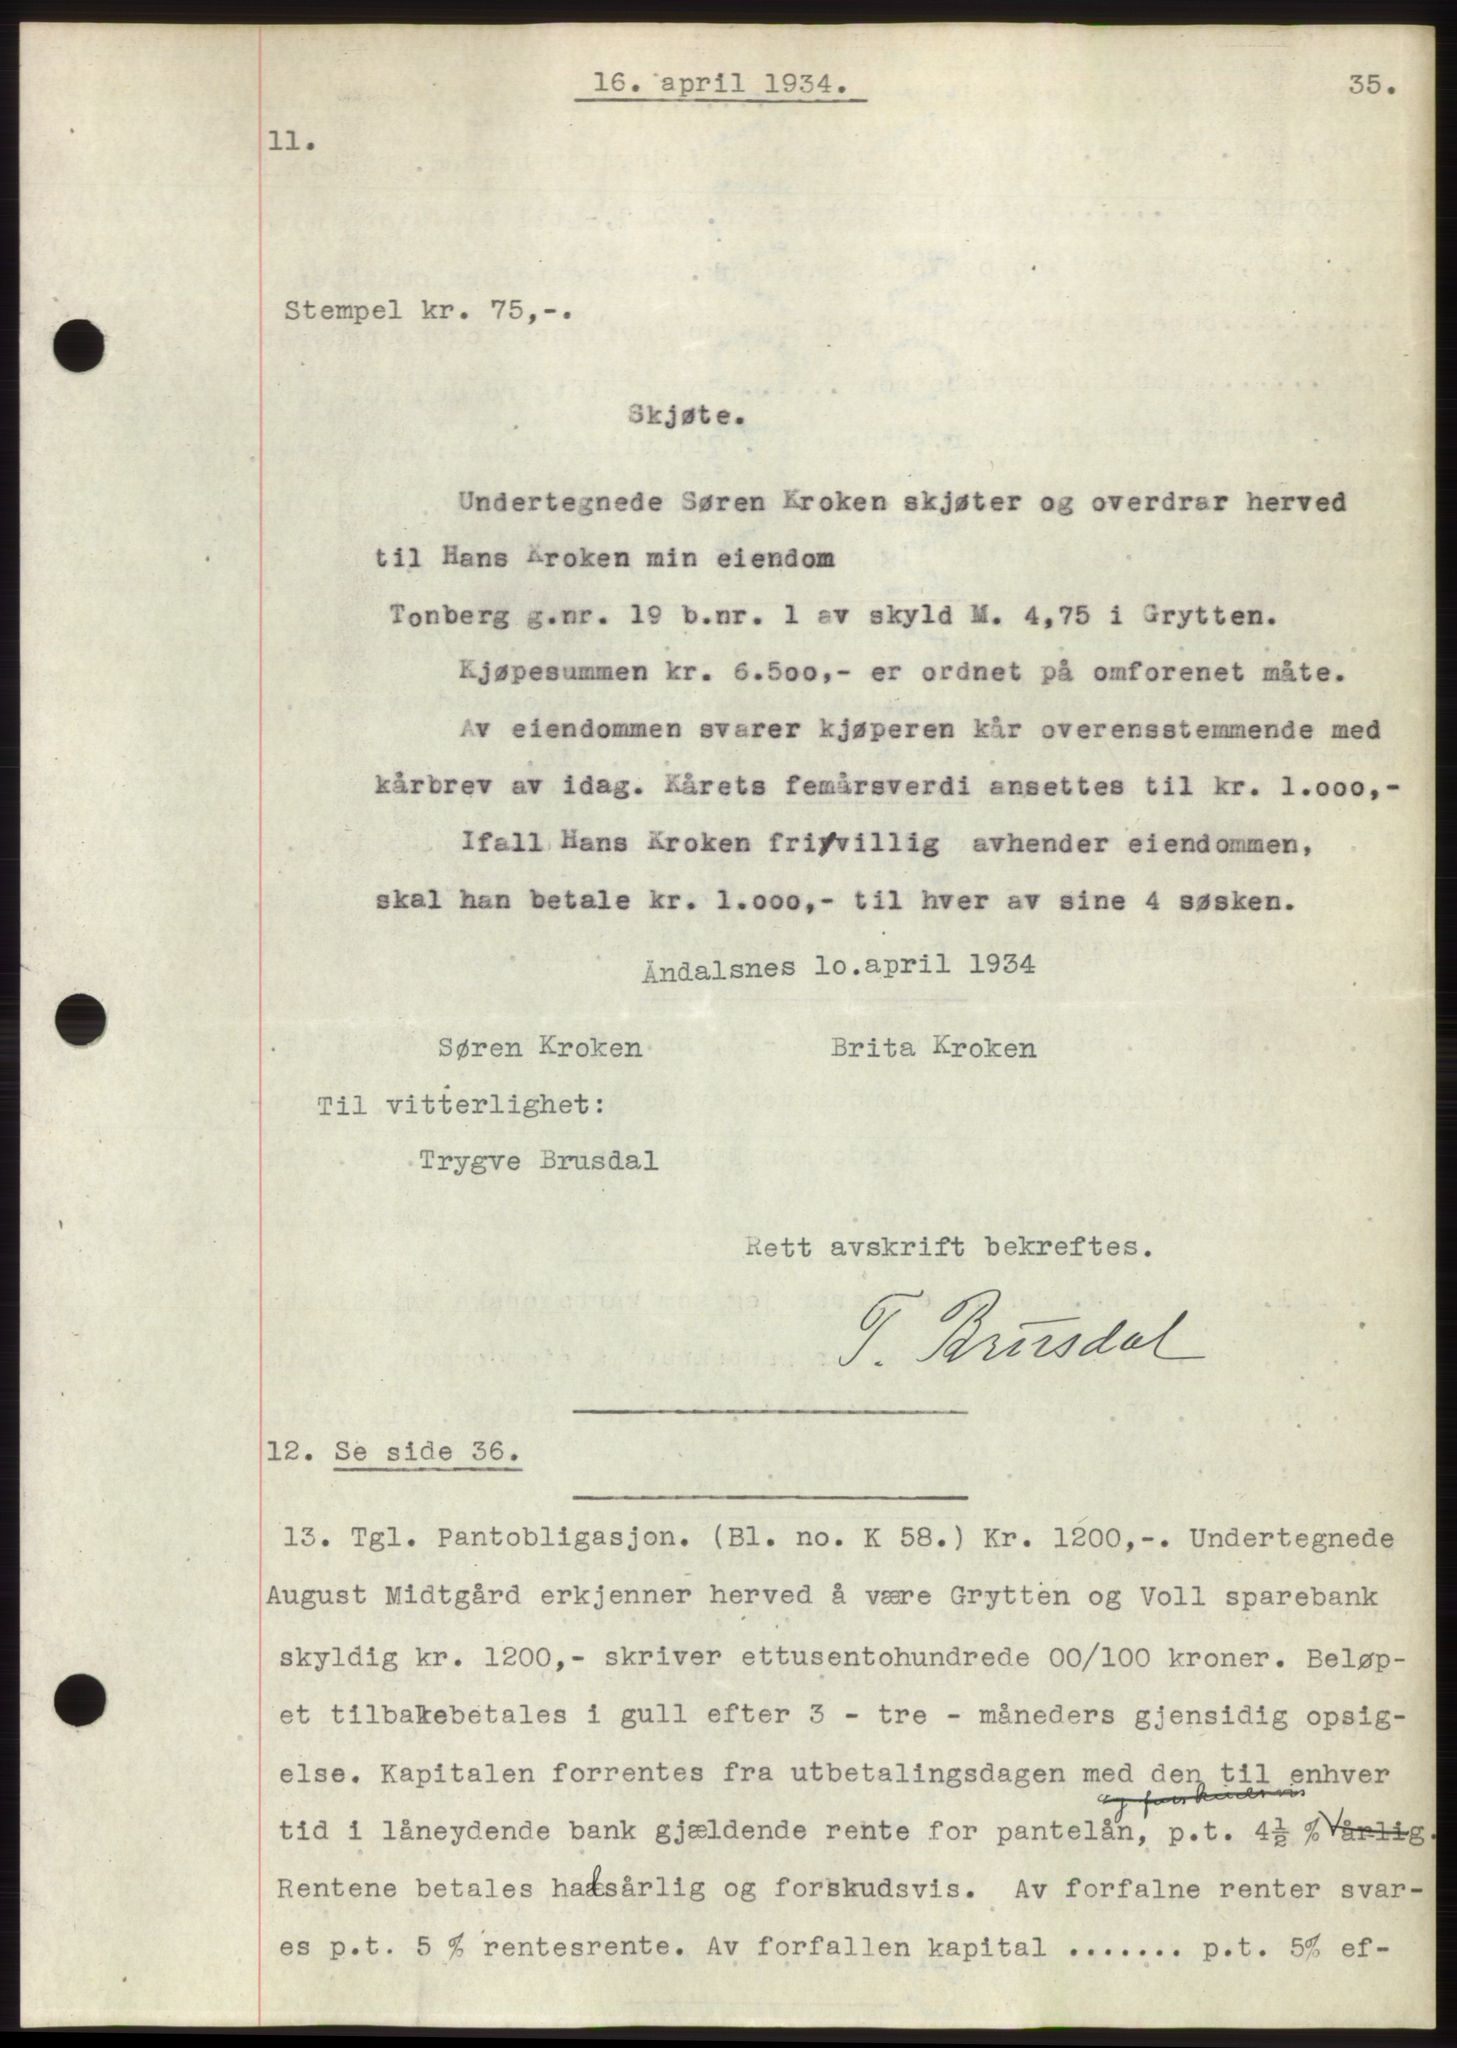 16. april 1934.
35.
11.
Stempel kr. 75,-.
Skjøte.
Undertegnede Søren Kroken skjøter og overdrar herved
til Hans Kroken min eiendom
Tonberg g.nr. 19 b.nr. 1 av skyld M. 4,75 i Grytten.
Kjøpesummen kr. 6.5oo,- er ordnet på omforenet måte.
Av eiendommen svarer kjøperen kår overensstemmende med
kårbrev av idag. Kårets femårsverdi ansettes til kr. 1.ooo,-
Ifall Hans Kroken frivillig avhender eiendommen,
skal han betale kr. 1.ooo,- til hver av sine 4 søsken.
Åndalsnes 1o.april 1934
Søren Kroken Brita Kroken
Til vitterlighet:
Trygve Brusdal
Rett avskrift bekreftes.
T. Brusdal
12. Se side 36.
13. Tgl. Pantobligasjon. (Bl. no. K 58.) Kr. 1200,-. Undertegnede
August Midtgård erkjenner herved å være Grytten og Voll sparebank
skyldig kr. 1200,- skriver ettusentohundrede 00/100 kroner. Beløp-
et tilbakebetales i gull efter 3 - tre - måneders gjensidig opsig-
else. Kapitalen forrentes fra utbetalingsdagen med den til enhver
og forskudsvis
tid i låneydende bank gjældende rente for pantelån, p.t. 4½ % årlig.
Rentene betales halvsårlig og forskudsvis. Av forfalne renter svar-
es p.t. 5 % rentesrente. Av forfallen kapital ....... p.t. 5% ef-